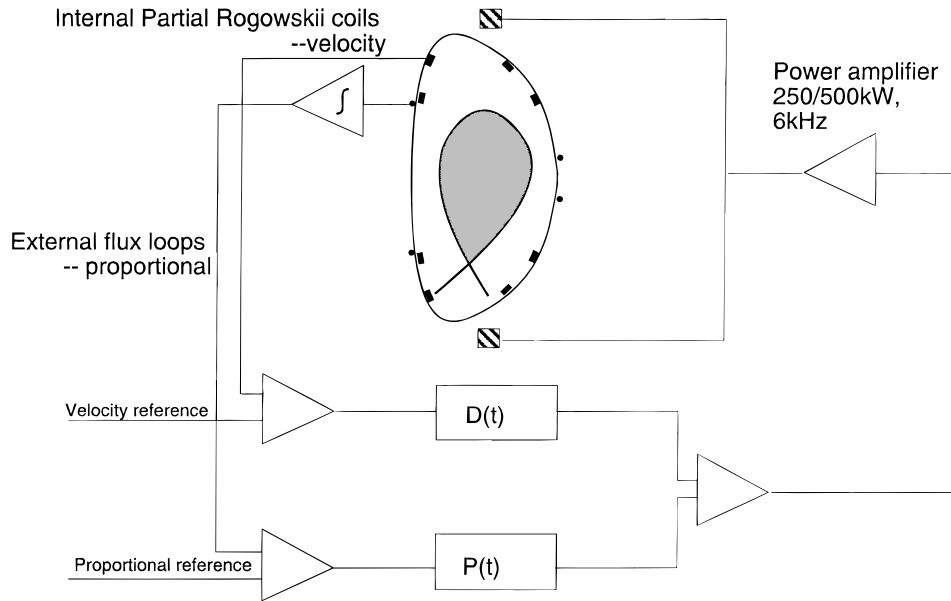 Internal Partial Rogowskii coils
--velocity
∫
Power amplifier
250/500kW,
6kHz
External flux loops
-- proportional
Velocity reference
D(t)
Proportional reference
P(t)